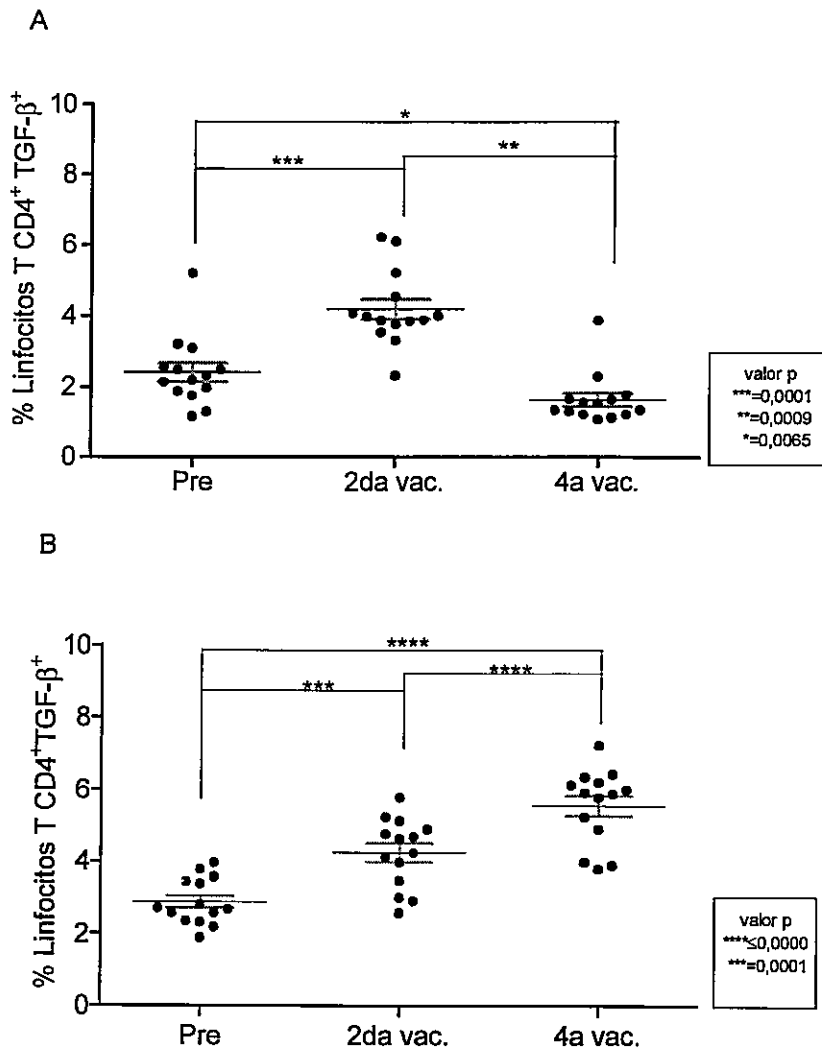 A
% Linfocitos T CD4+ TGF-β+
10
8
6
4
2
0
*
***
**
Pre
2da vac.
4a vac.
valor p
***=0,0001
**=0,0009
*=0,0065
B
% Linfocitos T CD4+TGF-β+
10
8
6
4
2
0
****
***
****
Pre
2da vac.
4a vac.
valor p
****≤0,0000
***=0,0001